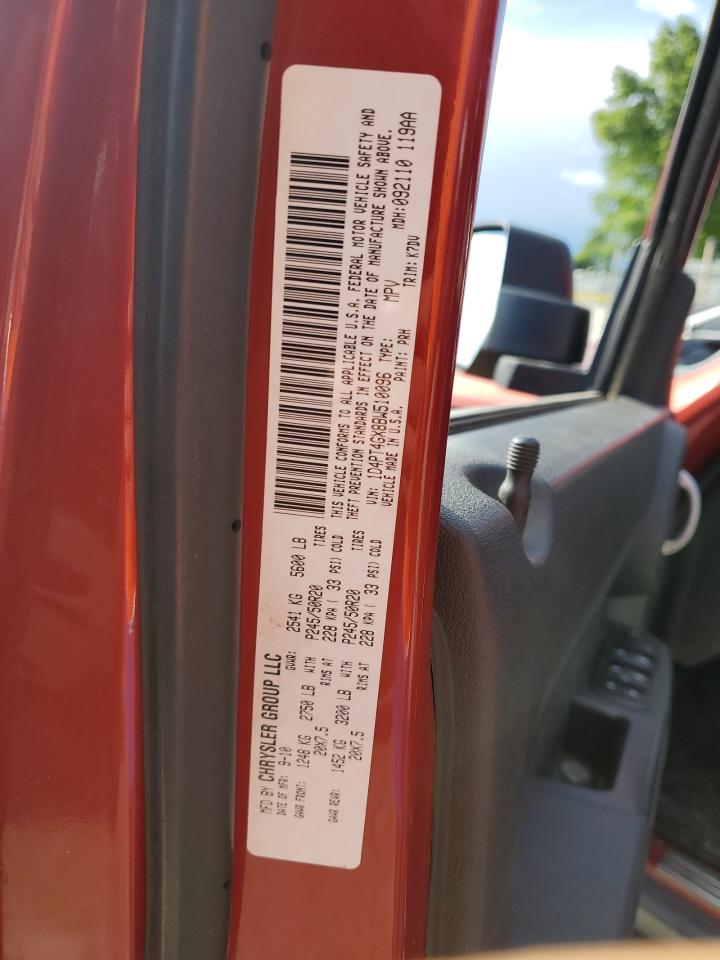 MFD BY CHRYSLER GROUP LLC
DATE OF MFR: 9-10 GVWR: 2541 KG 5600 LB
GAWR FRONT: 1248 KG 2750 LB WITH P245/50R20 TIRES
20X7.5 RIMS AT 228 KPA ( 33 PSI) COLD
GAWR REAR: 1452 KG 3200 LB WITH P245/50R20 TIRES
20X7.5 RIMS AT 228 KPA ( 33 PSI) COLD
THIS VEHICLE CONFORMS TO ALL APPLICABLE U.S.A. FEDERAL MOTOR VEHICLE SAFETY AND
THEFT PREVENTION STANDARDS IN EFFECT ON THE DATE OF MANUFACTURE SHOWN ABOVE.
VIN: 1D4PT4GX8BW510096 TYPE: MPV MDH:092110 119AA
VEHICLE MADE IN U.S.A. PAINT: PRH TRIM: K7DV